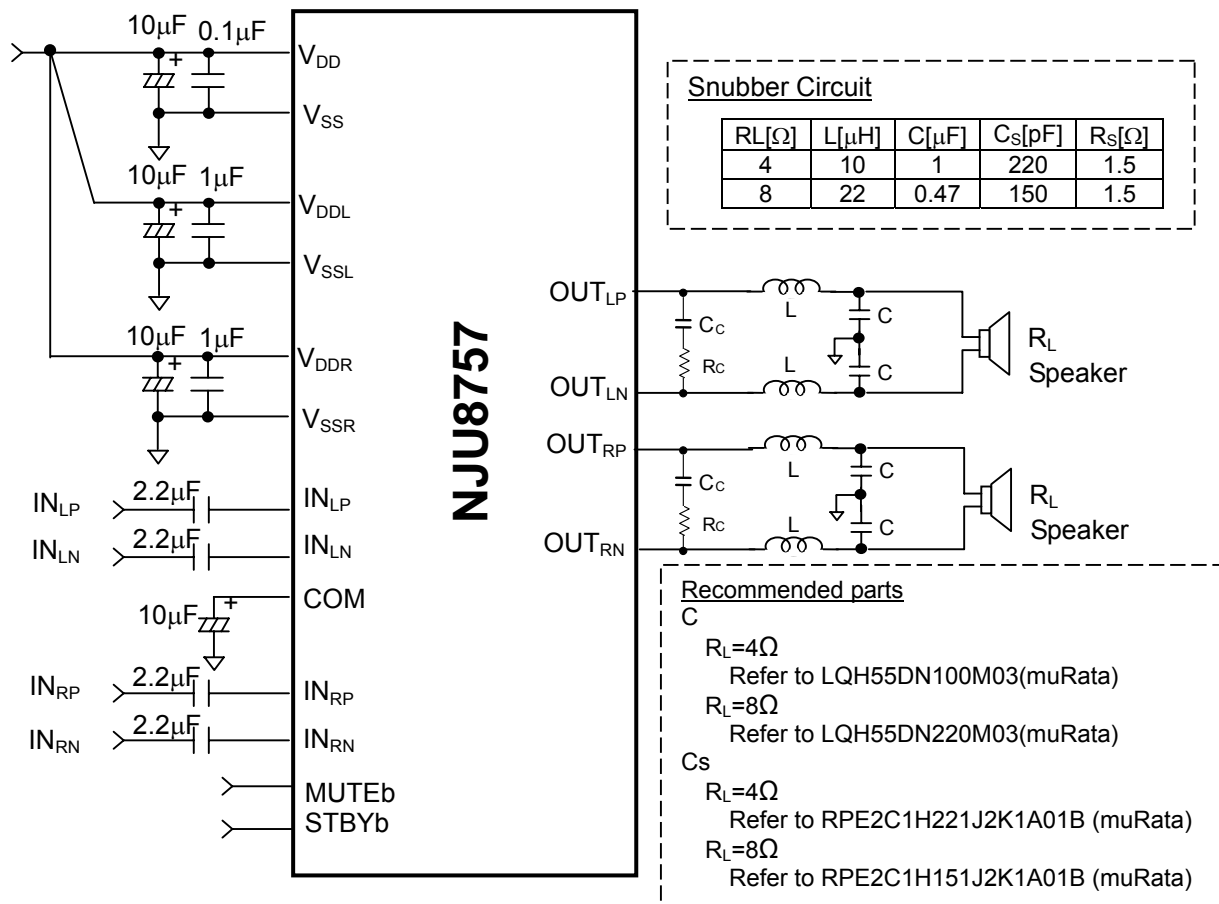 10µF 0.1µF
VDD
VSS
10µF 1µF
VDDL
VSSL
10µF 1µF
VDDR
VSSR
INLP 2.2µF INLP
INLN 2.2µF INLN
COM
10µF
INRP 2.2µF INRP
INRN 2.2µF INRN
MUTEb
STBYb
NJU8757
Snubber Circuit
RL[Ω] L[µH] C[µF] CS[pF] RS[Ω]
4 10 1 220 1.5
8 22 0.47 150 1.5
OUTLP
L
CC
C
RC
L
C
OUTLN
RL
Speaker
OUTRP
L
CC
C
RC
L
C
OUTRN
RL
Speaker
+
+
+
+
Recommended parts
C
RL=4Ω
Refer to LQH55DN100M03(muRata)
RL=8Ω
Refer to LQH55DN220M03(muRata)
Cs
RL=4Ω
Refer to RPE2C1H221J2K1A01B (muRata)
RL=8Ω
Refer to RPE2C1H151J2K1A01B (muRata)